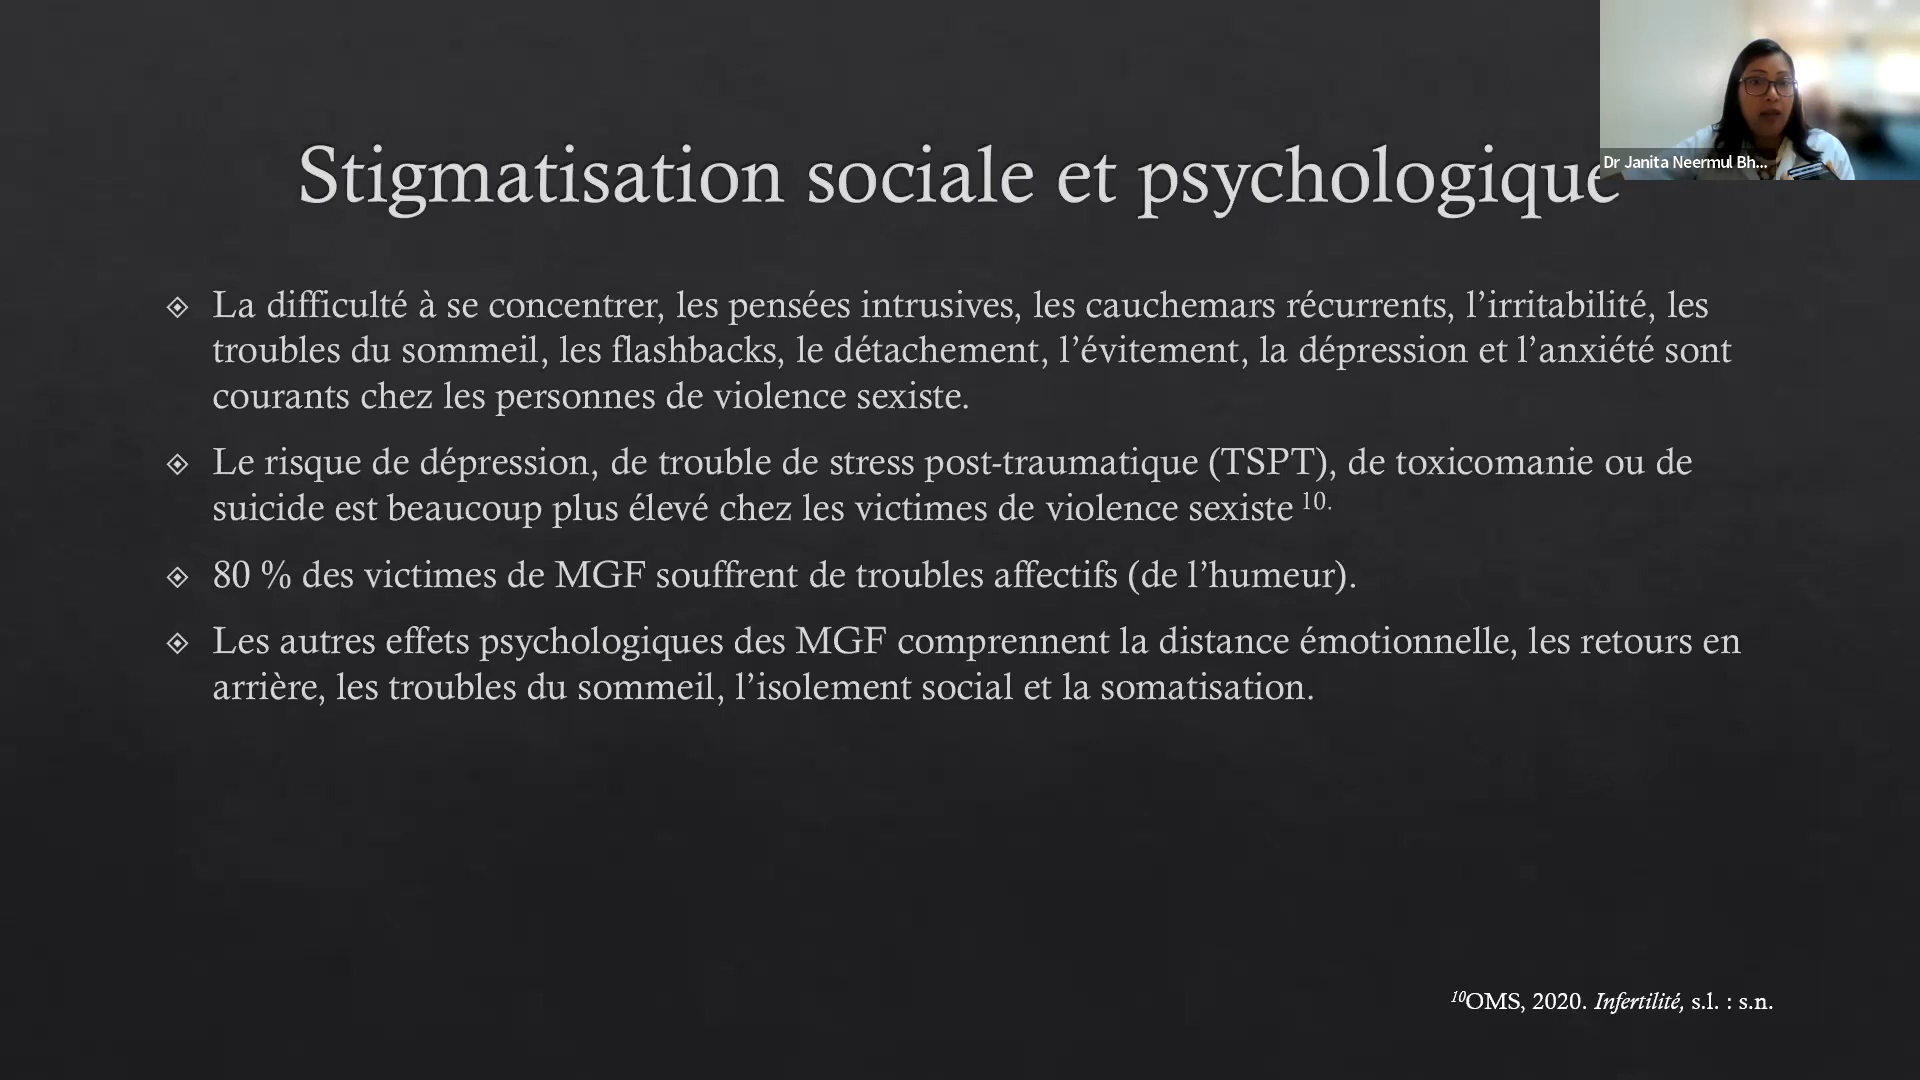 Dr Janita Neermul Bh...
Stigmatisation sociale et psychologique
La difficulté à se concentrer, les pensées intrusives, les cauchemars récurrents, l’irritabilité, les
troubles du sommeil, les flashbacks, le détachement, l’évitement, la dépression et l’anxiété sont
courants chez les personnes de violence sexiste.
Le risque de dépression, de trouble de stress post-traumatique (TSPT), de toxicomanie ou de
suicide est beaucoup plus élevé chez les victimes de violence sexiste 10.
80 % des victimes de MGF souffrent de troubles affectifs (de l’humeur).
Les autres effets psychologiques des MGF comprennent la distance émotionnelle, les retours en
arrière, les troubles du sommeil, l’isolement social et la somatisation.
10OMS, 2020. Infertilité, s.l. : s.n.